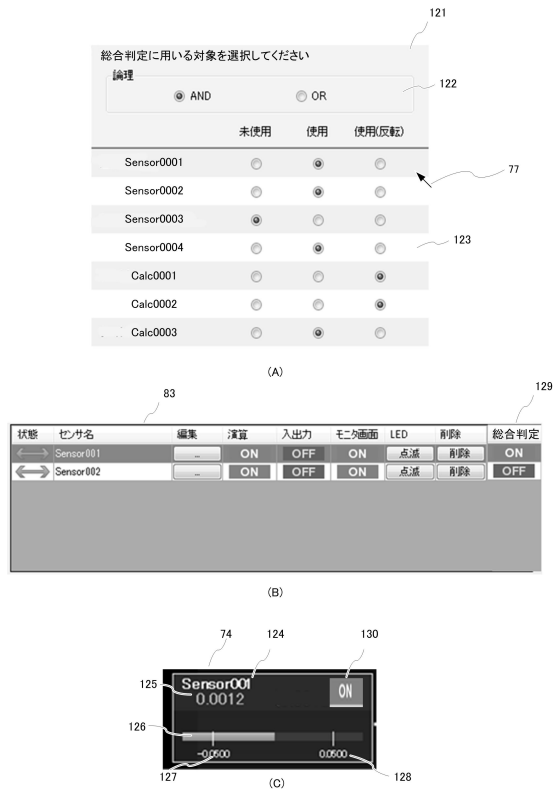 121
総合判定に用いる対象を選択してください
論理
AND OR
122
未使用 使用 使用(反転)
Sensor0001
77
Sensor0002
Sensor0003
Sensor0004
123
Calc0001
Calc0002
Calc0003
(A)
83
129
状態 センサ名 編集 演算 入出力 モニタ画面 LED 削除 総合判定
Sensor001 ... ON OFF ON 点滅 削除 ON
Sensor002 ... ON OFF ON 点滅 削除 OFF
(B)
74 124 130
125
Sensor001
0.0012
ON
126
-0.0500 0.0500
127
128
(C)